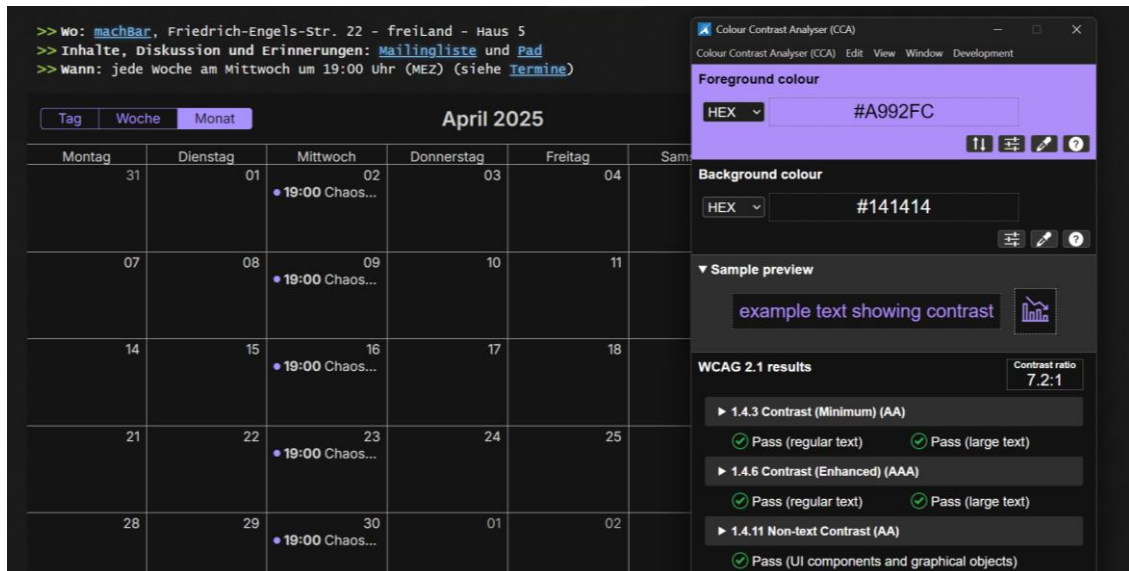 >> Wo: machBar, Friedrich-Engels-Str. 22 - freiLand - Haus 5
>> Inhalte, Diskussion und Erinnerungen: Mailingliste und Pad
>> Wann: jede Woche am Mittwoch um 19:00 Uhr (MEZ) (siehe Termine)
Tag Woche Monat
April 2025
Montag Dienstag Mittwoch Donnerstag Freitag Sams
31 01 02 03 04
19:00 Chaos...
07 08 09 10 11
19:00 Chaos...
14 15 16 17 18
19:00 Chaos...
21 22 23 24 25
19:00 Chaos...
28 29 30 01 02
19:00 Chaos...
Colour Contrast Analyser (CCA)
Colour Contrast Analyser (CCA) Edit View Window Development
Foreground colour
HEX #A992FC
?
Background colour
HEX #141414
?
▼ Sample preview
example text showing contrast
WCAG 2.1 results
Contrast ratio
7.2:1
▶ 1.4.3 Contrast (Minimum) (AA)
Pass (regular text) Pass (large text)
▶ 1.4.6 Contrast (Enhanced) (AAA)
Pass (regular text) Pass (large text)
▶ 1.4.11 Non-text Contrast (AA)
Pass (UI components and graphical objects)